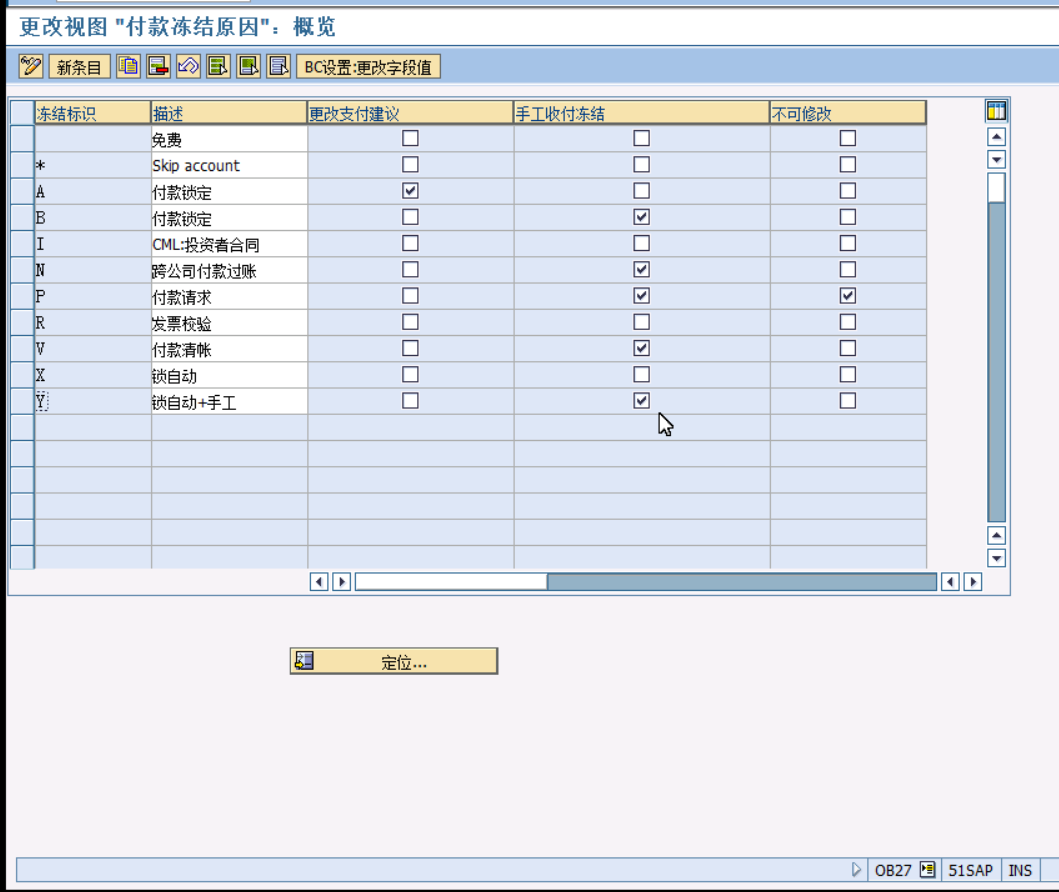 更改视图 "付款冻结原因": 概览
新条目 BC设置:更改字段值
冻结标识 描述 更改支付建议 手工收付冻结 不可修改
免费
* Skip account
A 付款锁定
B 付款锁定
I CML:投资者合同
N 跨公司付款过账
P 付款请求
R 发票校验
V 付款清帐
X 锁自动
Y 锁自动+手工
定位...
OB27 51SAP INS